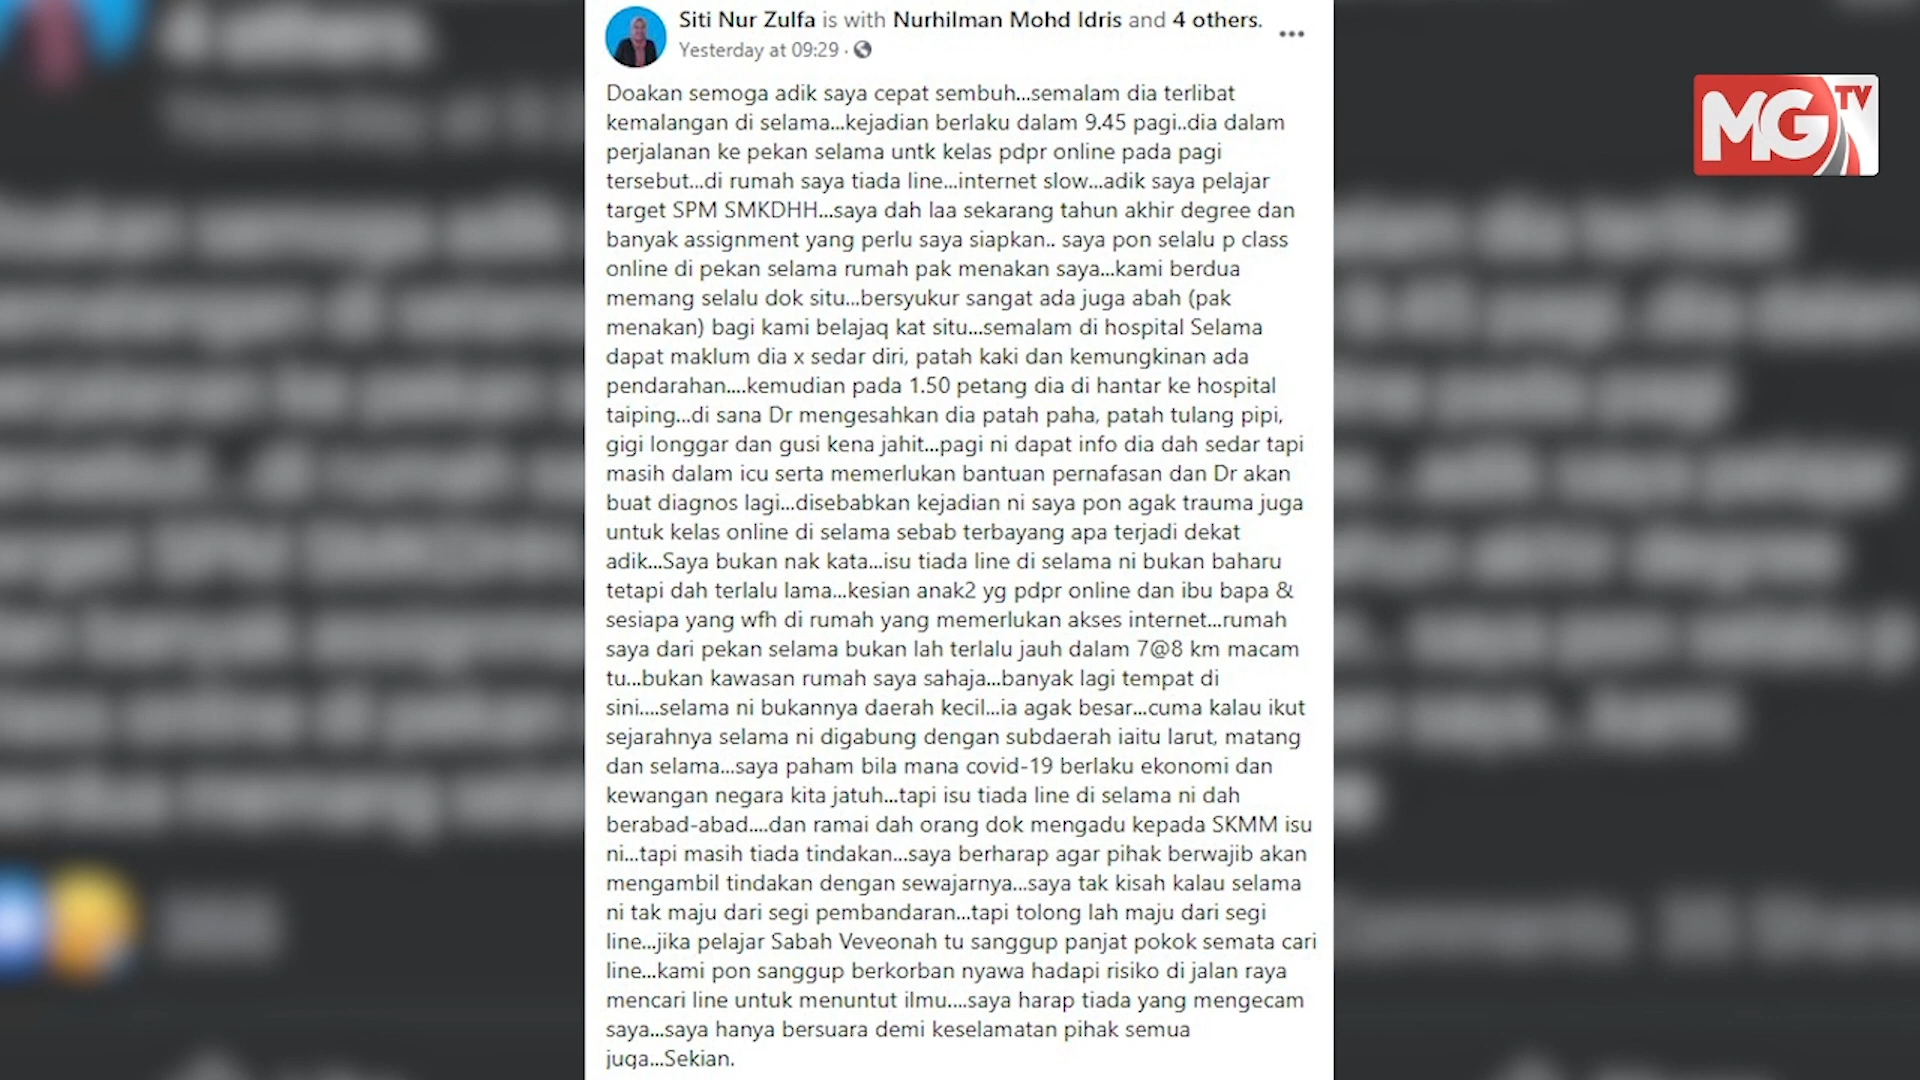 Siti Nur Zulfa is with Nurhilman Mohd Idris and 4 others.
Yesterday at 09:29 ·
MGTV
Doakan semoga adik saya cepat sembuh...semalam dia terlibat
kemalangan di selama...kejadian berlaku dalam 9.45 pagi..dia dalam
perjalanan ke pekan selama untk kelas pdpr online pada pagi
tersebut...di rumah saya tiada line...internet slow...adik saya pelajar
target SPM SMKDHH...saya dah laa sekarang tahun akhir degree dan
banyak assignment yang perlu saya siapkan.. saya pon selalu p class
online di pekan selama rumah pak menakan saya...kami berdua
memang selalu dok situ...bersyukur sangat ada juga abah (pak
menakan) bagi kami belajaq kat situ...semalam di hospital Selama
dapat maklum dia x sedar diri, patah kaki dan kemungkinan ada
pendarahan....kemudian pada 1.50 petang dia di hantar ke hospital
taiping...di sana Dr mengesahkan dia patah paha, patah tulang pipi,
gigi longgar dan gusi kena jahit...pagi ni dapat info dia dah sedar tapi
masih dalam icu serta memerlukan bantuan pernafasan dan Dr akan
buat diagnos lagi...disebabkan kejadian ni saya pon agak trauma juga
untuk kelas online di selama sebab terbayang apa terjadi dekat
adik...Saya bukan nak kata...isu tiada line di selama ni bukan baharu
tetapi dah terlalu lama...kesian anak2 yg pdpr online dan ibu bapa &
sesiapa yang wfh di rumah yang memerlukan akses internet...rumah
saya dari pekan selama bukan lah terlalu jauh dalam 7@8 km macam
tu...bukan kawasan rumah saya sahaja...banyak lagi tempat di
sini....selama ni bukannya daerah kecil...ia agak besar...cuma kalau ikut
sejarahnya selama ni digabung dengan subdaerah iaitu larut, matang
dan selama...saya paham bila mana covid-19 berlaku ekonomi dan
kewangan negara kita jatuh...tapi isu tiada line di selama ni dah
berabad-abad....dan ramai dah orang dok mengadu kepada SKMM isu
ni...tapi masih tiada tindakan...saya berharap agar pihak berwajib akan
mengambil tindakan dengan sewajarnya...saya tak kisah kalau selama
ni tak maju dari segi pembandaran...tapi tolong lah maju dari segi
line...jika pelajar Sabah Veveonah tu sanggup panjat pokok semata cari
line...kami pon sanggup berkorban nyawa hadapi risiko di jalan raya
mencari line untuk menuntut ilmu....saya harap tiada yang mengecam
saya...saya hanya bersuara demi keselamatan pihak semua
juga...Sekian.